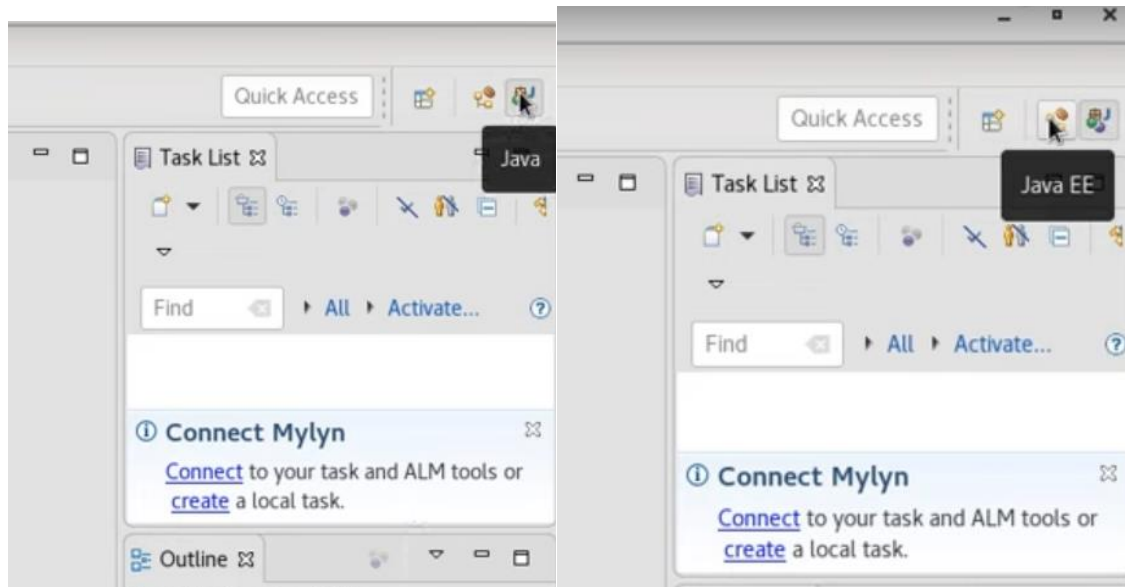 Quick Access
Task List
Java
Find
All
Activate...
Connect Mylyn
Connect to your task and ALM tools or
create a local task.
Outline
Quick Access
Task List
Java EE
Find
All
Activate...
Connect Mylyn
Connect to your task and ALM tools or
create a local task.